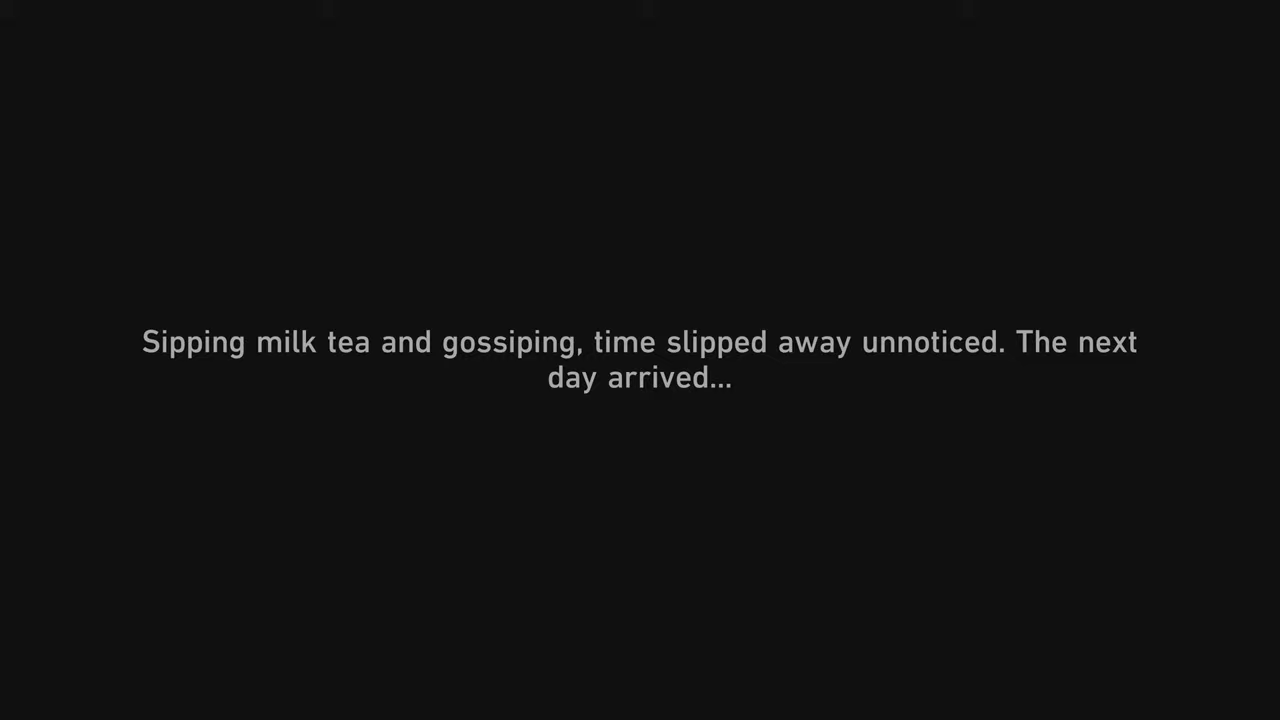 Sipping milk tea and gossiping, time slipped away unnoticed. The next
day arrived...